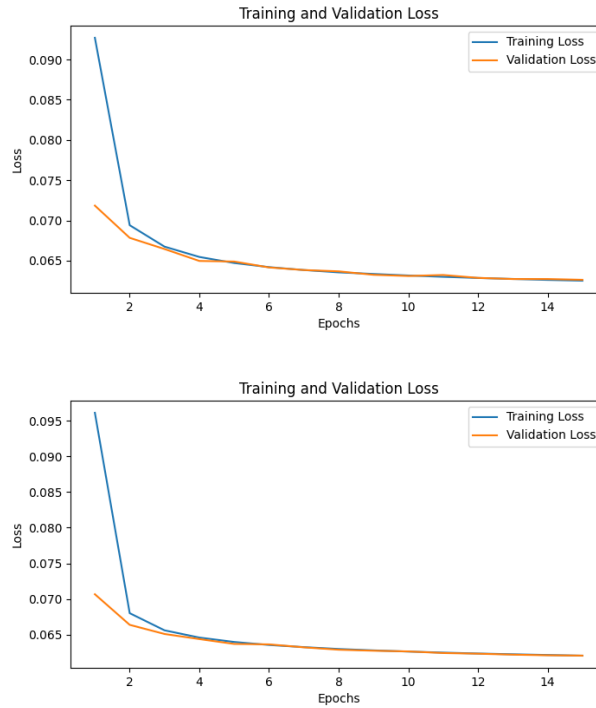 Training and Validation Loss
Training Loss
Validation Loss
0.090
0.085
0.080
0.075
0.070
0.065
Loss
2 4 6 8 10 12 14
Epochs
Training and Validation Loss
Training Loss
Validation Loss
0.095
0.090
0.085
0.080
0.075
0.070
0.065
Loss
2 4 6 8 10 12 14
Epochs